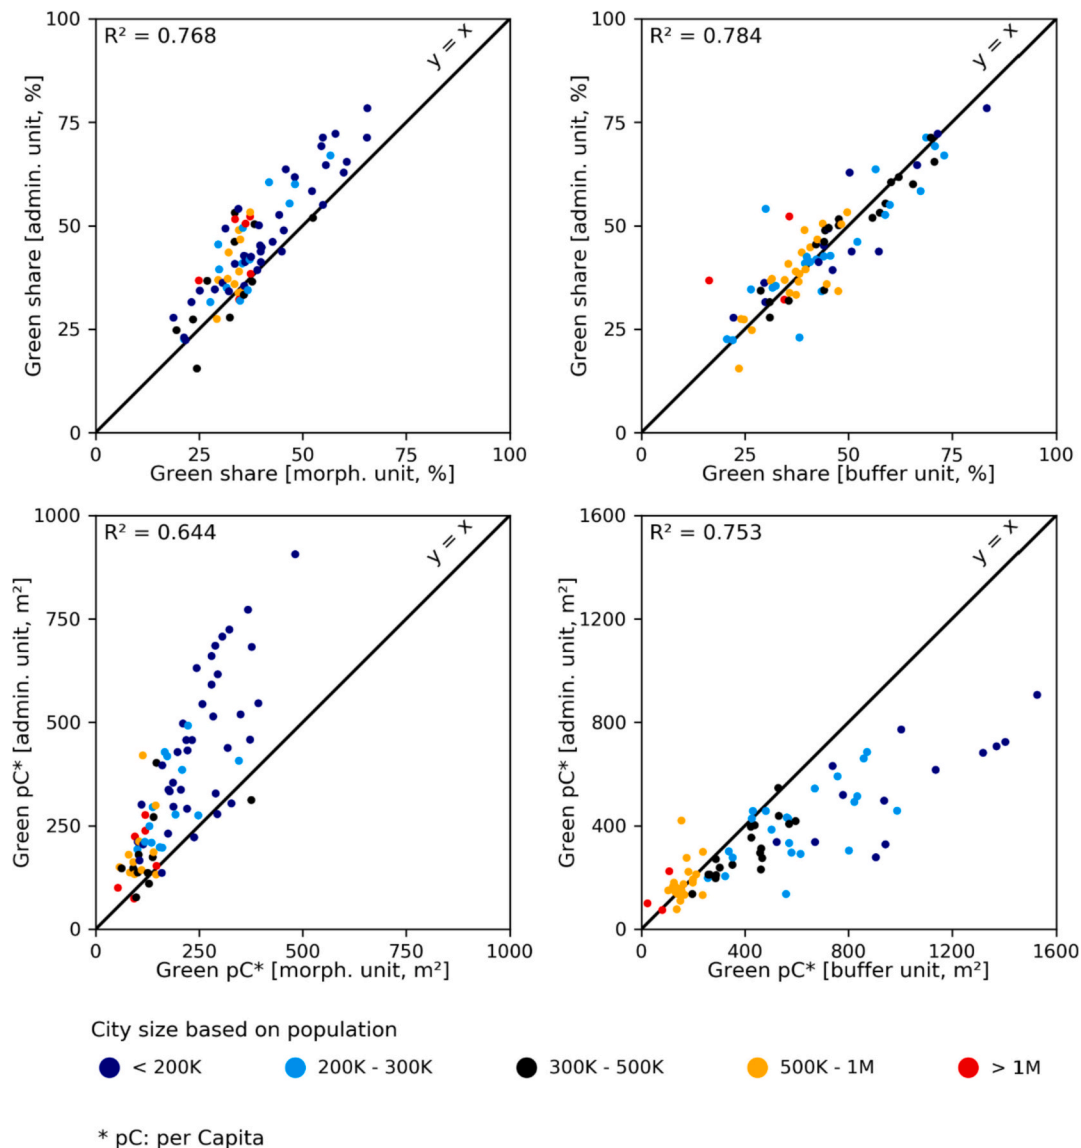 R² = 0.768
y = x
100
75
50
25
0
Green share [admin. unit, %]
0 25 50 75 100
Green share [morph. unit, %]
R² = 0.784
y = x
100
75
50
25
0
Green share [admin. unit, %]
0 25 50 75 100
Green share [buffer unit, %]
R² = 0.644
y = x
1000
750
500
250
0
Green pC* [admin. unit, m²]
0 250 500 750 1000
Green pC* [morph. unit, m²]
R² = 0.753
y = x
1600
1200
800
400
0
Green pC* [admin. unit, m²]
0 400 800 1200 1600
Green pC* [buffer unit, m²]
City size based on population
< 200K 200K - 300K 300K - 500K 500K - 1M > 1M
* pC: per Capita